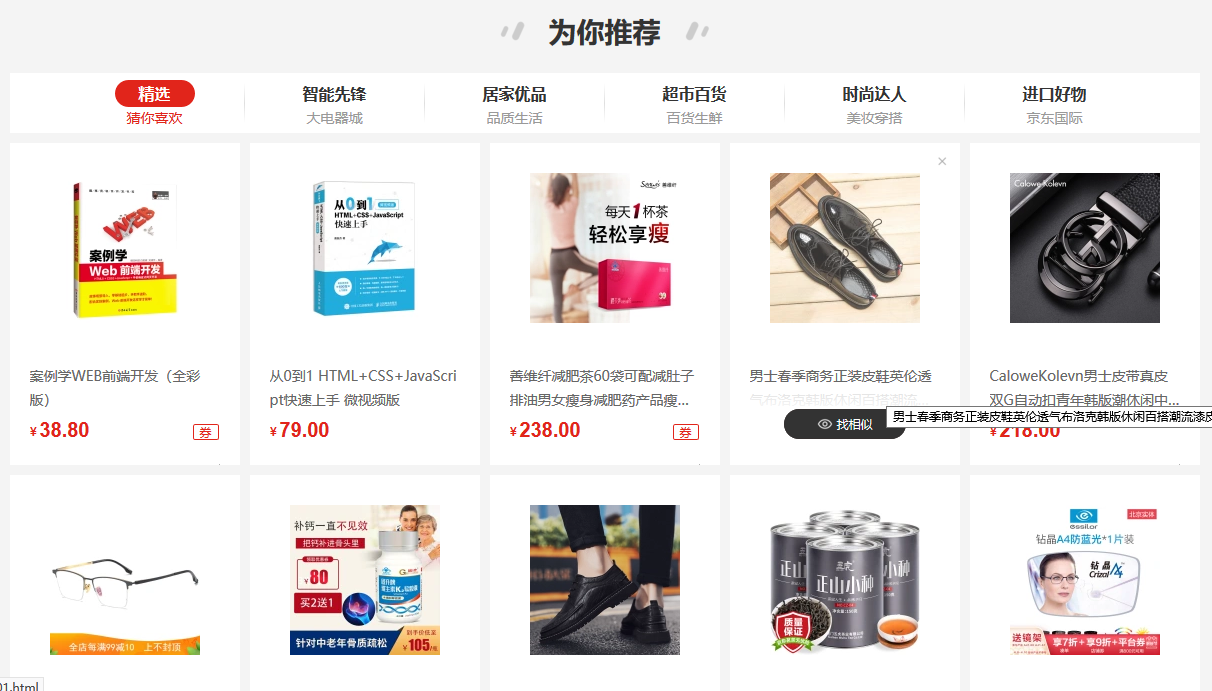 为你推荐
精选
猜你喜欢
智能先锋
大电器城
居家优品
品质生活
超市百货
百货生鲜
时尚达人
美妆穿搭
进口好物
京东国际
WEB
案例学
Web 前端开发
从0到1
HTML+CSS+JavaScript
快速上手
每天1杯茶
轻松享瘦
Calowe Kolevn
案例学WEB前端开发（全彩
版）
¥38.80
券
从0到1 HTML+CSS+JavaScri
pt快速上手 微视频版
¥79.00
善维纤减肥茶60袋可配减肚子
排油男女瘦身减肥药产品瘦...
¥238.00
券
男士春季商务正装皮鞋英伦透
气布洛克韩版休闲百搭潮流...
找相似
男士春季商务正装皮鞋英伦透气布洛克韩版休闲百搭潮流漆皮
CaloweKolevn男士皮带真皮
双G自动扣青年韩版潮休闲中...
¥218.00
全店每满99减10 上不封顶
补钙一直不见效
把钙补进骨头里
¥80
买2送1
针对中老年骨质疏松
到手价低至
¥105/瓶
正山小种
质量
保证
essilor
北京实体
钻晶A4防蓝光*1片装
钻晶
Crizal A4
送镜架
享7折+享9折+平台券
01.html